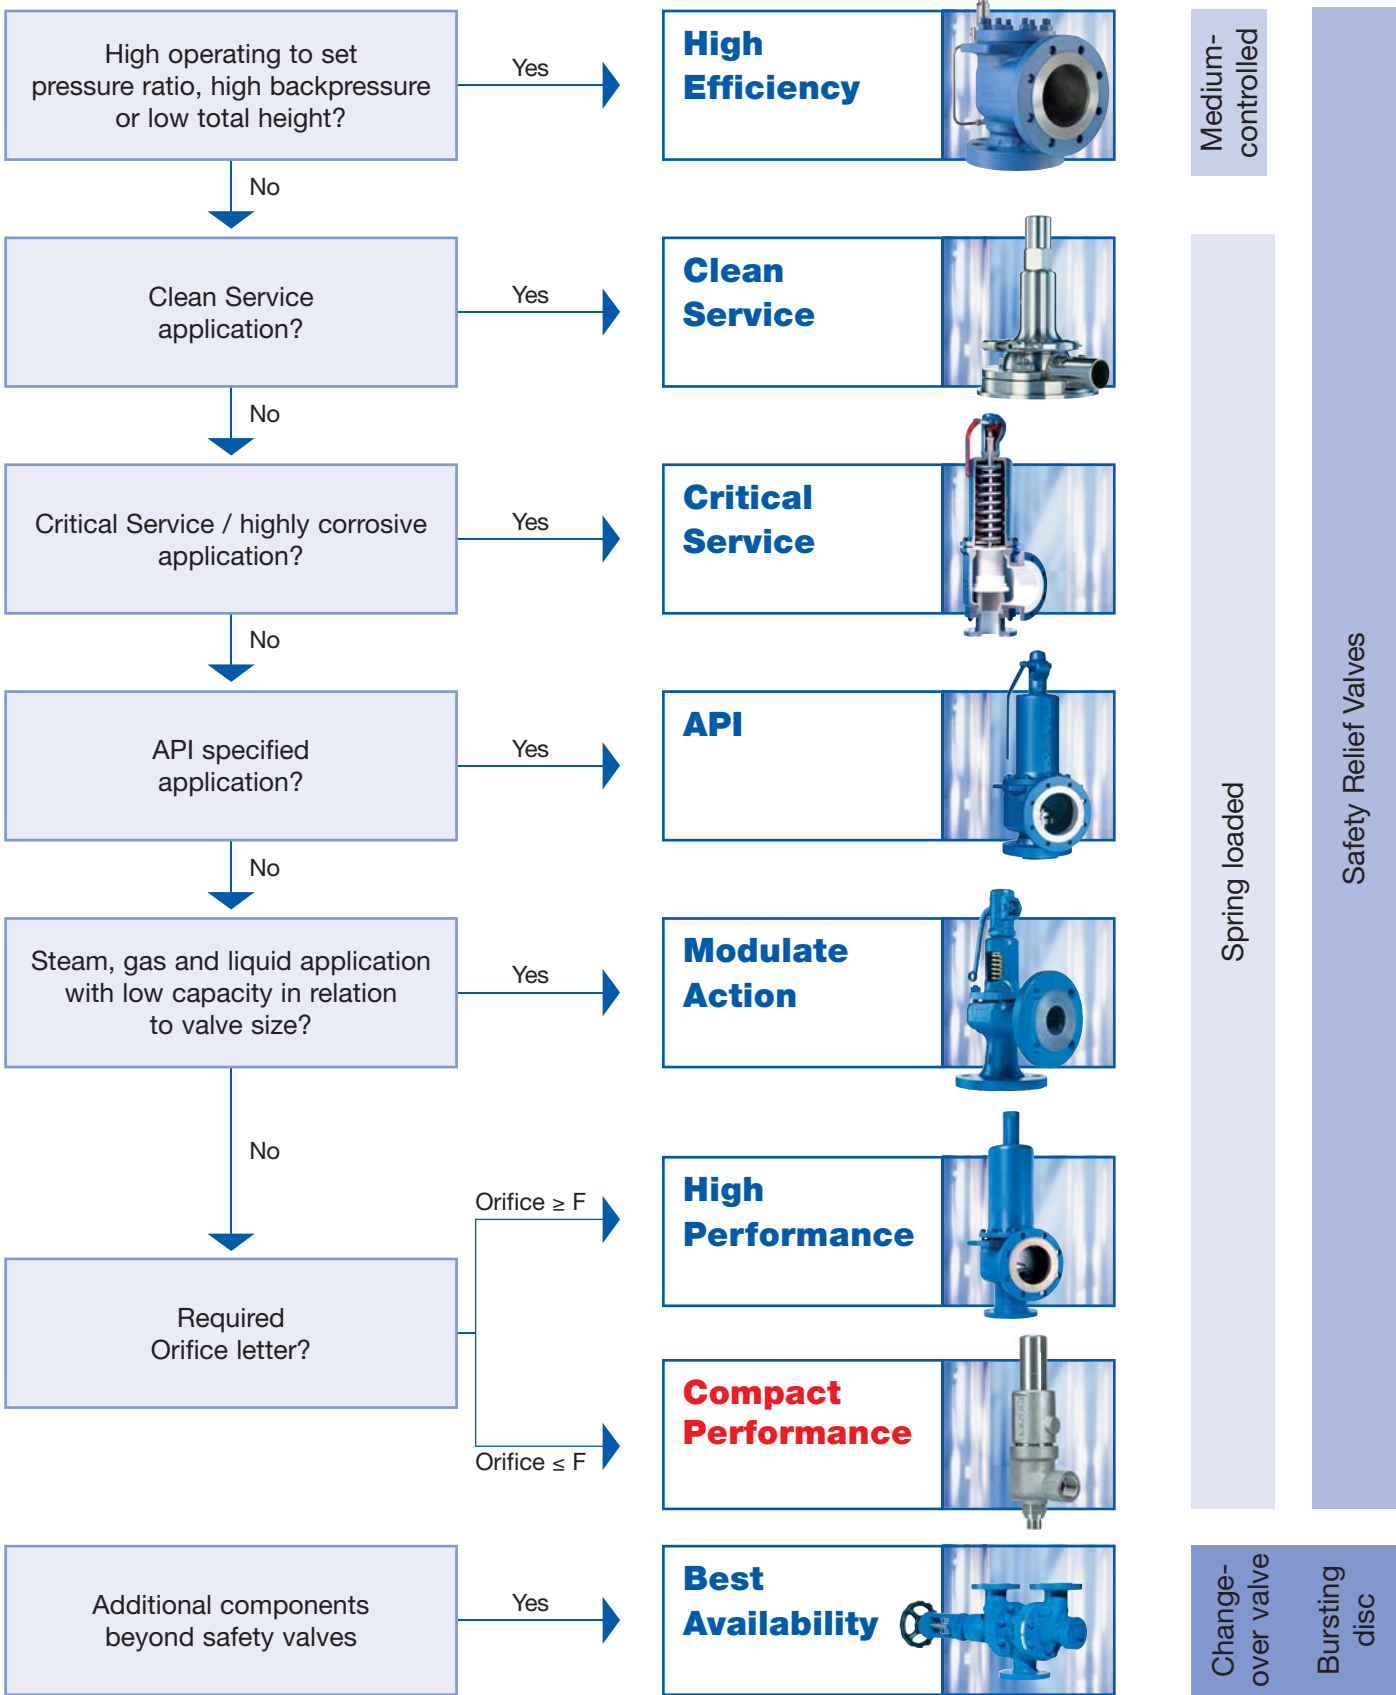 High operating to set
pressure ratio, high backpressure
or low total height?
Yes
High
Efficiency
Medium-
controlled
No
Clean Service
application?
Yes
Clean
Service
No
Critical Service / highly corrosive
application?
Yes
Critical
Service
No
API specified
application?
Yes
API
No
Steam, gas and liquid application
with low capacity in relation
to valve size?
Yes
Modulate
Action
No
Required
Orifice letter?
Orifice ≥ F
High
Performance
Orifice ≤ F
Compact
Performance
Spring loaded
Safety Relief Valves
Additional components
beyond safety valves
Yes
Best
Availability
Change-
over valve
Bursting
disc